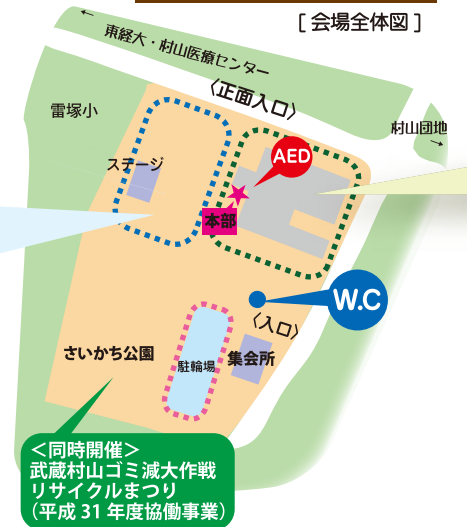 ［会場全体図］
←
東経大・村山医療センター
〈正面入口〉
雷塚小
村山団地
→
ステージ
AED
本部
W.C
〈入口〉
さいかち公園
駐輪場
集会所
＜同時開催＞
武蔵村山ゴミ減大作戦
リサイクルまつり
（平成 31 年度協働事業）